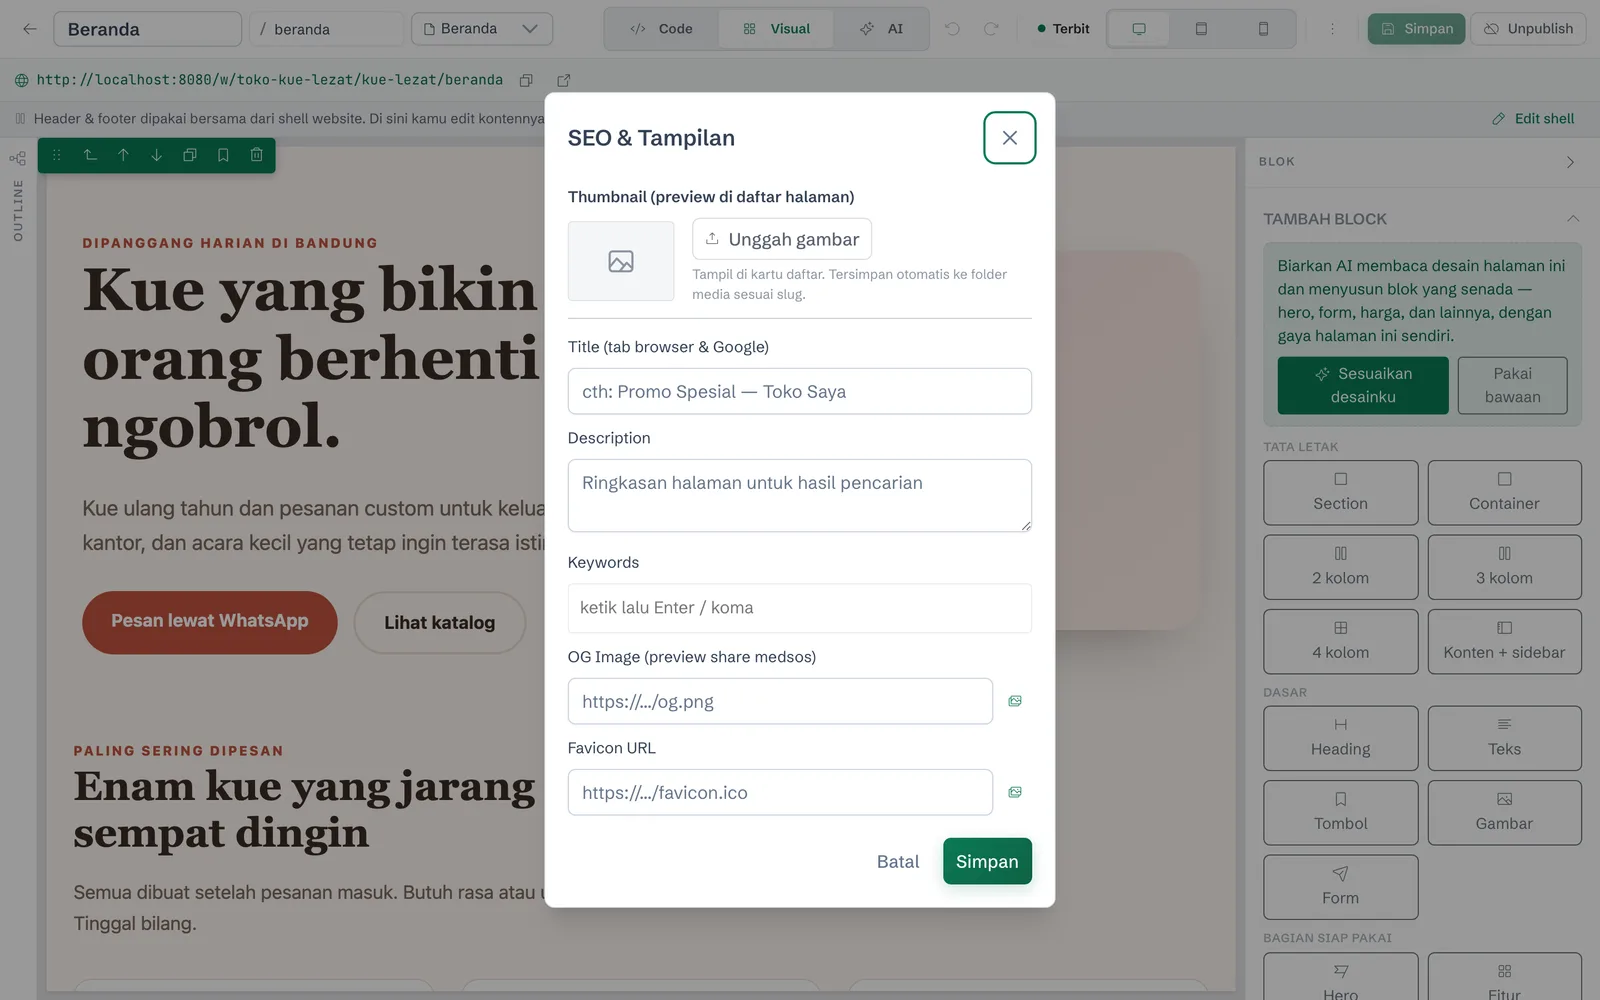 Beranda
/ beranda
Beranda
Code
Visual
AI
Terbit
Simpan
Unpublish
http://localhost:8080/w/toko-kue-lezat/kue-lezat/beranda
Header & footer dipakai bersama dari shell website. Di sini kamu edit kontennya
Edit shell
OUTLINE
DIPANGGANG HARIAN DI BANDUNG
Kue yang bikin
orang berhenti
ngobrol.
Kue ulang tahun dan pesanan custom untuk
kantor, dan acara kecil yang tetap ingin terasa
Pesan lewat WhatsApp
Lihat katalog
PALING SERING DIPESAN
Enam kue yang jarang
sempat dingin
Semua dibuat setelah pesanan masuk. Butuh rasa atau
Tinggal bilang.
SEO & Tampilan
Thumbnail (preview di daftar halaman)
Unggah gambar
Tampil di kartu daftar. Tersimpan otomatis ke folder
media sesuai slug.
Title (tab browser & Google)
cth: Promo Spesial — Toko Saya
Description
Ringkasan halaman untuk hasil pencarian
Keywords
ketik lalu Enter / koma
OG Image (preview share medsos)
https://.../og.png
Favicon URL
https://.../favicon.ico
Batal
Simpan
BLOK
TAMBAH BLOCK
Biarkan AI membaca desain halaman ini
dan menyusun blok yang senada —
hero, form, harga, dan lainnya, dengan
gaya halaman ini sendiri.
Sesuaikan
desainku
Pakai
bawaan
TATA LETAK
Section
Container
2 kolom
3 kolom
4 kolom
Konten + sidebar
DASAR
Heading
Teks
Tombol
Gambar
Form
BAGIAN SIAP PAKAI
Hero
Fitur